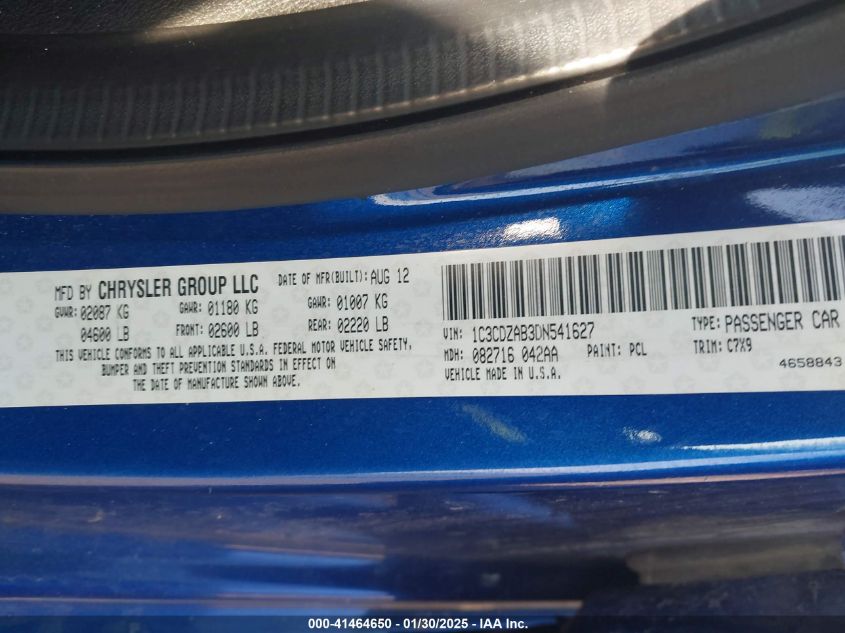 MFD BY CHRYSLER GROUP LLC DATE OF MFR(BUILT): AUG 12
GVWR: 02087 KG GAWR: 01180 KG GAWR: 01007 KG
04600 LB FRONT: 02600 LB REAR: 02220 LB
THIS VEHICLE CONFORMS TO ALL APPLICABLE U.S.A. FEDERAL MOTOR VEHICLE SAFETY,
BUMPER AND THEFT PREVENTION STANDARDS IN EFFECT ON
THE DATE OF MANUFACTURE SHOWN ABOVE.
VIN: 1C3CDZAB3DN541627 TYPE: PASSENGER CAR
MDH: 082716 042AA PAINT: PCL TRIM: C7X9
VEHICLE MADE IN U.S.A. 4658843
000-41464650 - 01/30/2025 - IAA Inc.